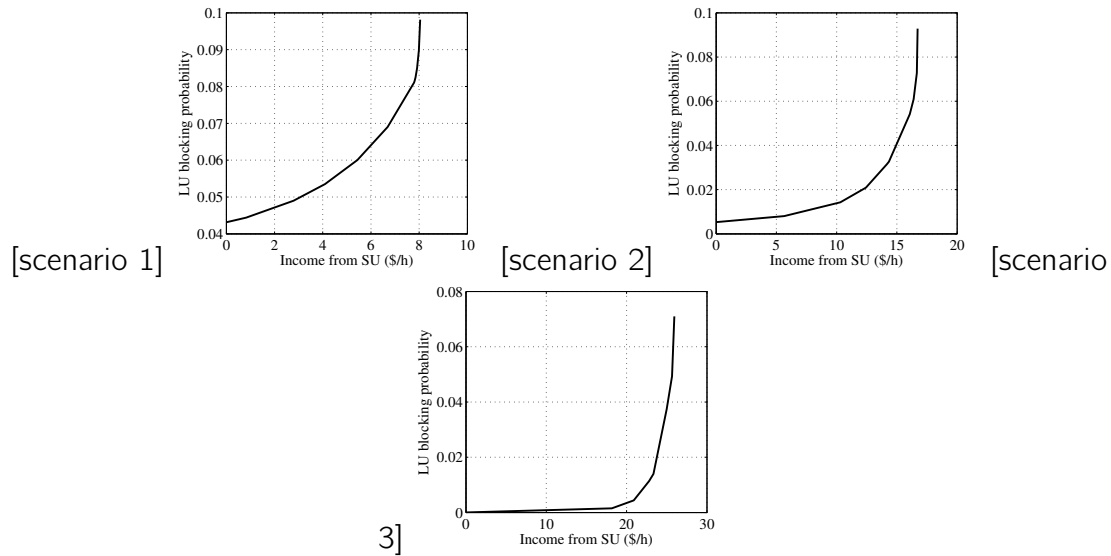 0.1
0.09
0.08
0.07
0.06
0.05
0.04
LU blocking probability
0 2 4 6 8 10
Income from SU ($/h)
[scenario 1]
0.1
0.08
0.06
0.04
0.02
0
LU blocking probability
0 5 10 15 20
Income from SU ($/h)
[scenario 2]
[scenario
0.08
0.06
0.04
0.02
0
LU blocking probability
0 10 20 30
Income from SU ($/h)
3]